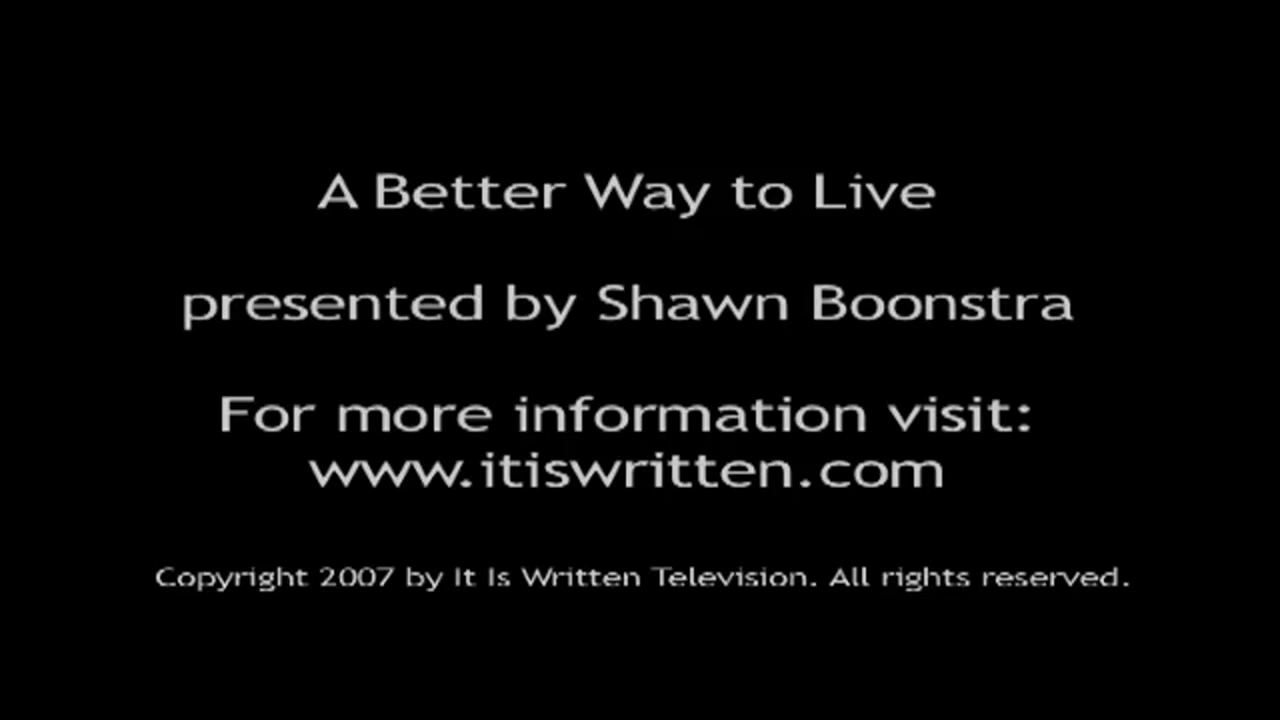 A Better Way to Live
presented by Shawn Boonstra
For more information visit:
www.itiswritten.com
Copyright 2007 by It Is Written Television. All rights reserved.